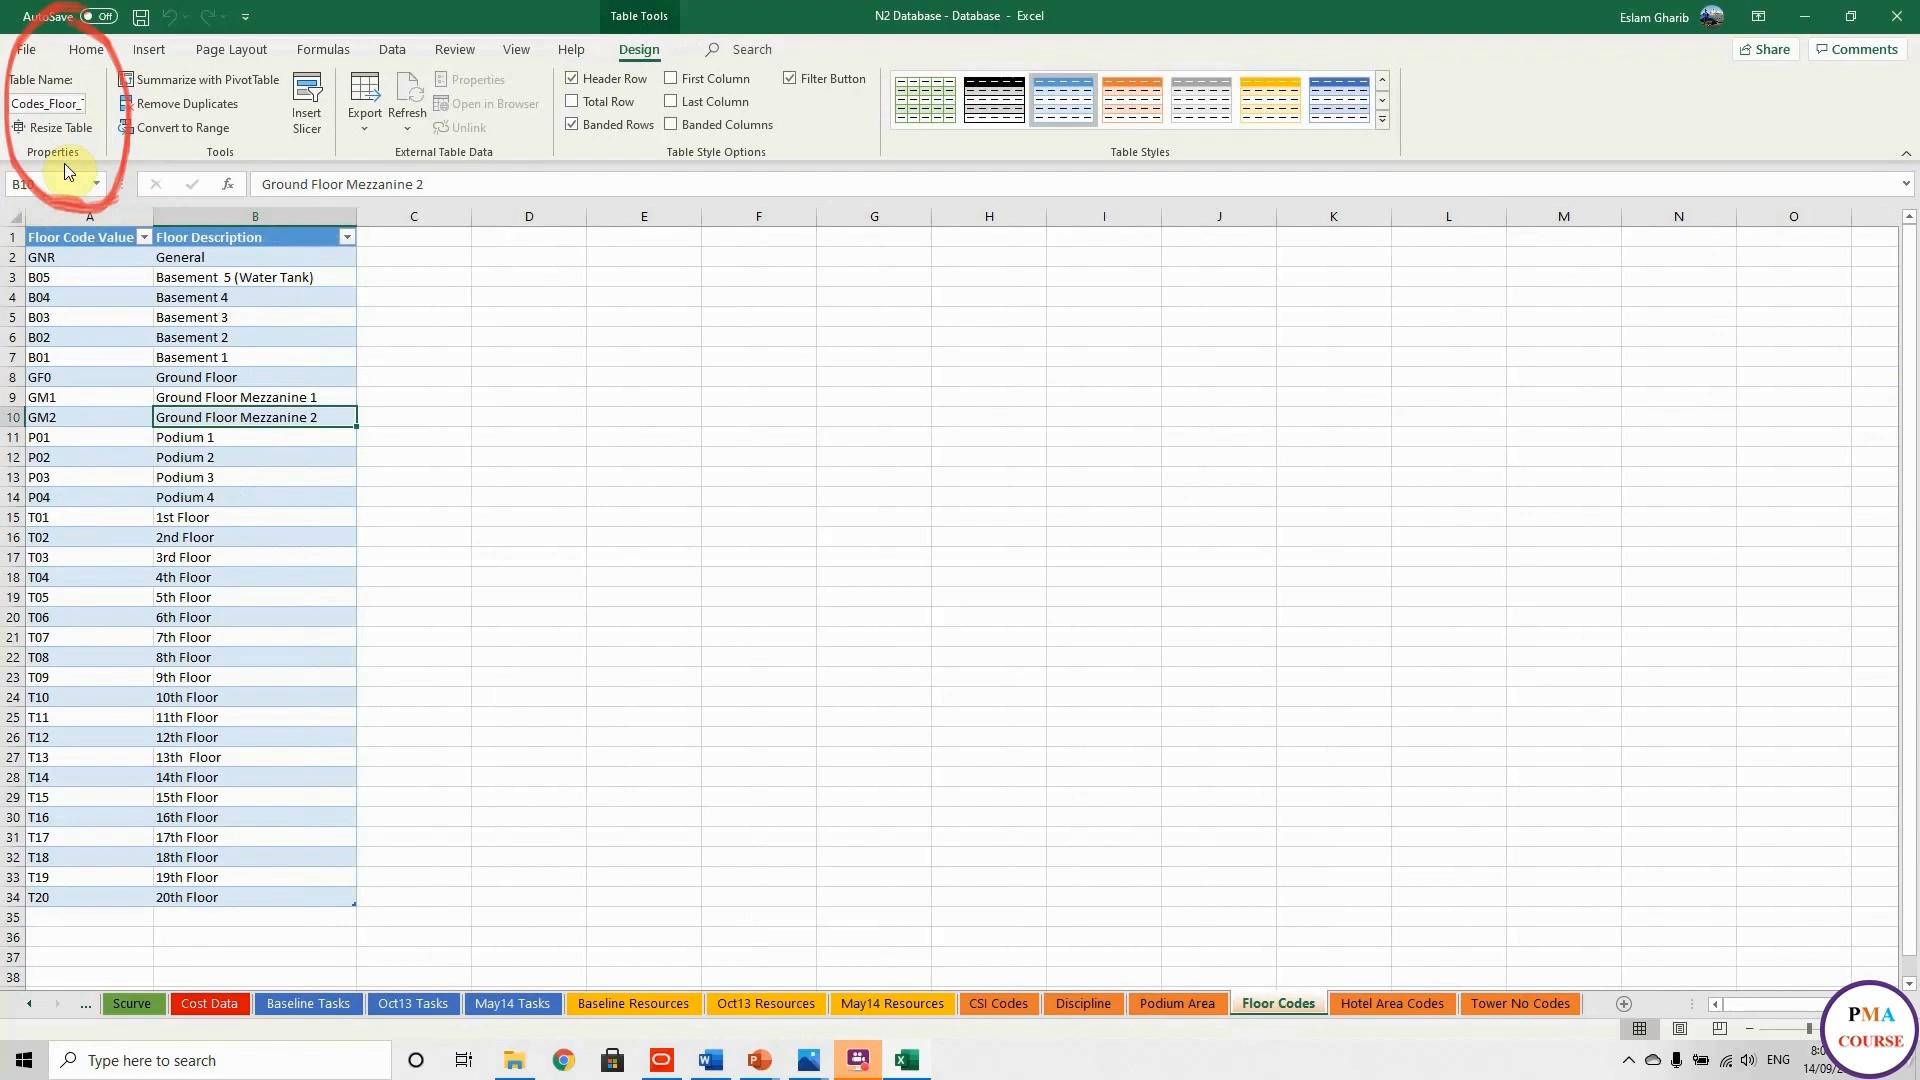 AutoSave Off
Table Tools
N2 Database - Database - Excel
Eslam Gharib
File Home Insert Page Layout Formulas Data Review View Help Design Search
Share Comments
Table Name:
Codes_Floor_
Resize Table
Properties
Summarize with PivotTable
Remove Duplicates
Convert to Range
Tools
Insert
Slicer
Export
Refresh
Properties
Open in Browser
Unlink
External Table Data
Header Row
Total Row
Banded Rows
First Column
Last Column
Banded Columns
Filter Button
Table Style Options
Table Styles
B10
fx
Ground Floor Mezzanine 2
A B C D E F G H I J K L M N O
1 Floor Code Value Floor Description
2 GNR General
3 B05 Basement  5 (Water Tank)
4 B04 Basement 4
5 B03 Basement 3
6 B02 Basement 2
7 B01 Basement 1
8 GF0 Ground Floor
9 GM1 Ground Floor Mezzanine 1
10 GM2 Ground Floor Mezzanine 2
11 P01 Podium 1
12 P02 Podium 2
13 P03 Podium 3
14 P04 Podium 4
15 T01 1st Floor
16 T02 2nd Floor
17 T03 3rd Floor
18 T04 4th Floor
19 T05 5th Floor
20 T06 6th Floor
21 T07 7th Floor
22 T08 8th Floor
23 T09 9th Floor
24 T10 10th Floor
25 T11 11th Floor
26 T12 12th Floor
27 T13 13th  Floor
28 T14 14th Floor
29 T15 15th Floor
30 T16 16th Floor
31 T17 17th Floor
32 T18 18th Floor
33 T19 19th Floor
34 T20 20th Floor
35
36
37
38
... Scurve Cost Data Baseline Tasks Oct13 Tasks May14 Tasks Baseline Resources Oct13 Resources May14 Resources CSI Codes Discipline Podium Area Floor Codes Hotel Area Codes Tower No Codes
Type here to search
ENG
14/09/
PMA
COURSE